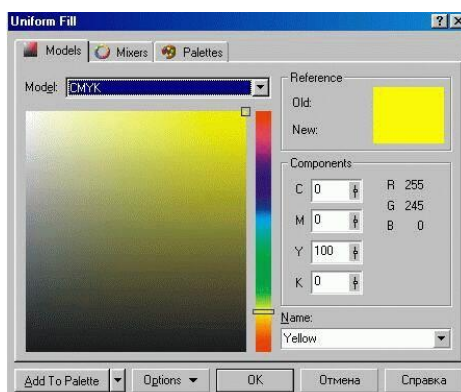 Uniform Fill
Models Mixers Palettes
Model: CMYK
Reference
Old:
New:
Components
C 0 R 255
M 0 G 245
B 0
Y 100
K 0
Name:
Yellow
Add To Palette Options OK Отмена Справка